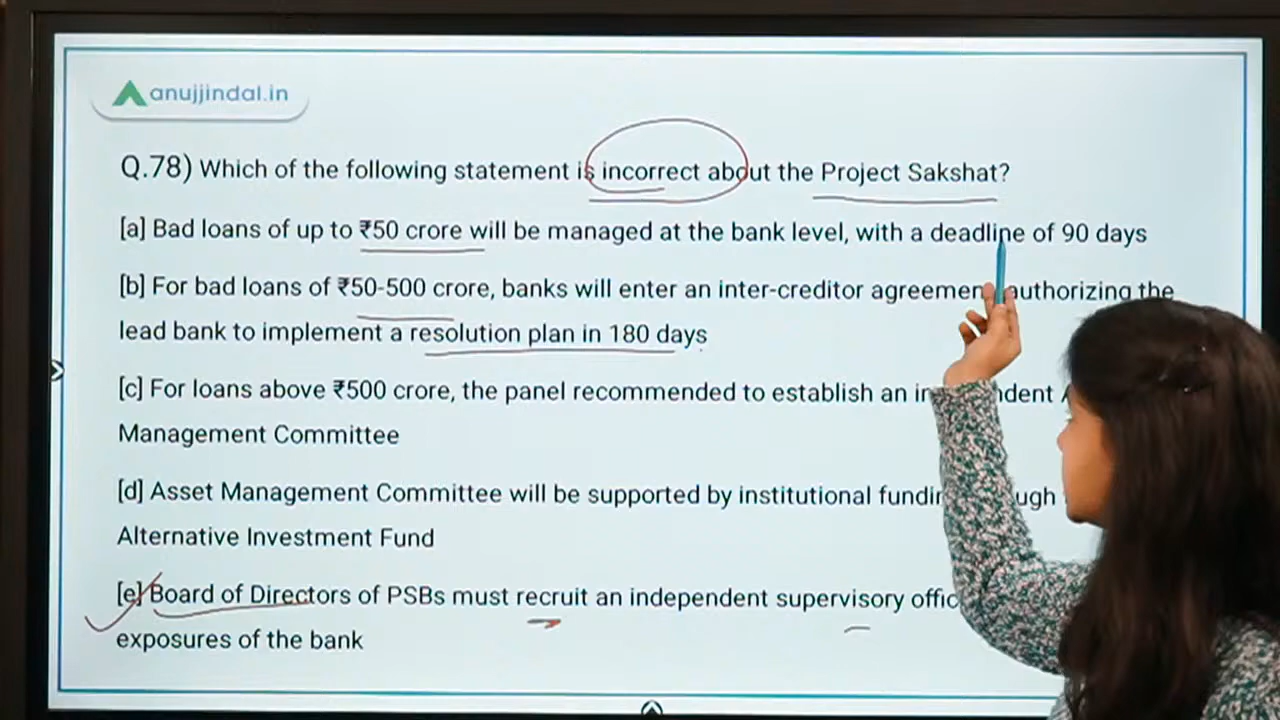 anujjindal.in
Q.78) Which of the following statement is incorrect about the Project Sakshat?
[a] Bad loans of up to ₹50 crore will be managed at the bank level, with a deadline of 90 days
[b] For bad loans of ₹50-500 crore, banks will enter an inter-creditor agreement authorizing the
lead bank to implement a resolution plan in 180 days
[c] For loans above ₹500 crore, the panel recommended to establish an
Management Committee
[d] Asset Management Committee will be supported by institutional
Alternative Investment Fund
[e] Board of Directors of PSBs must recruit an independent supervisory
exposures of the bank